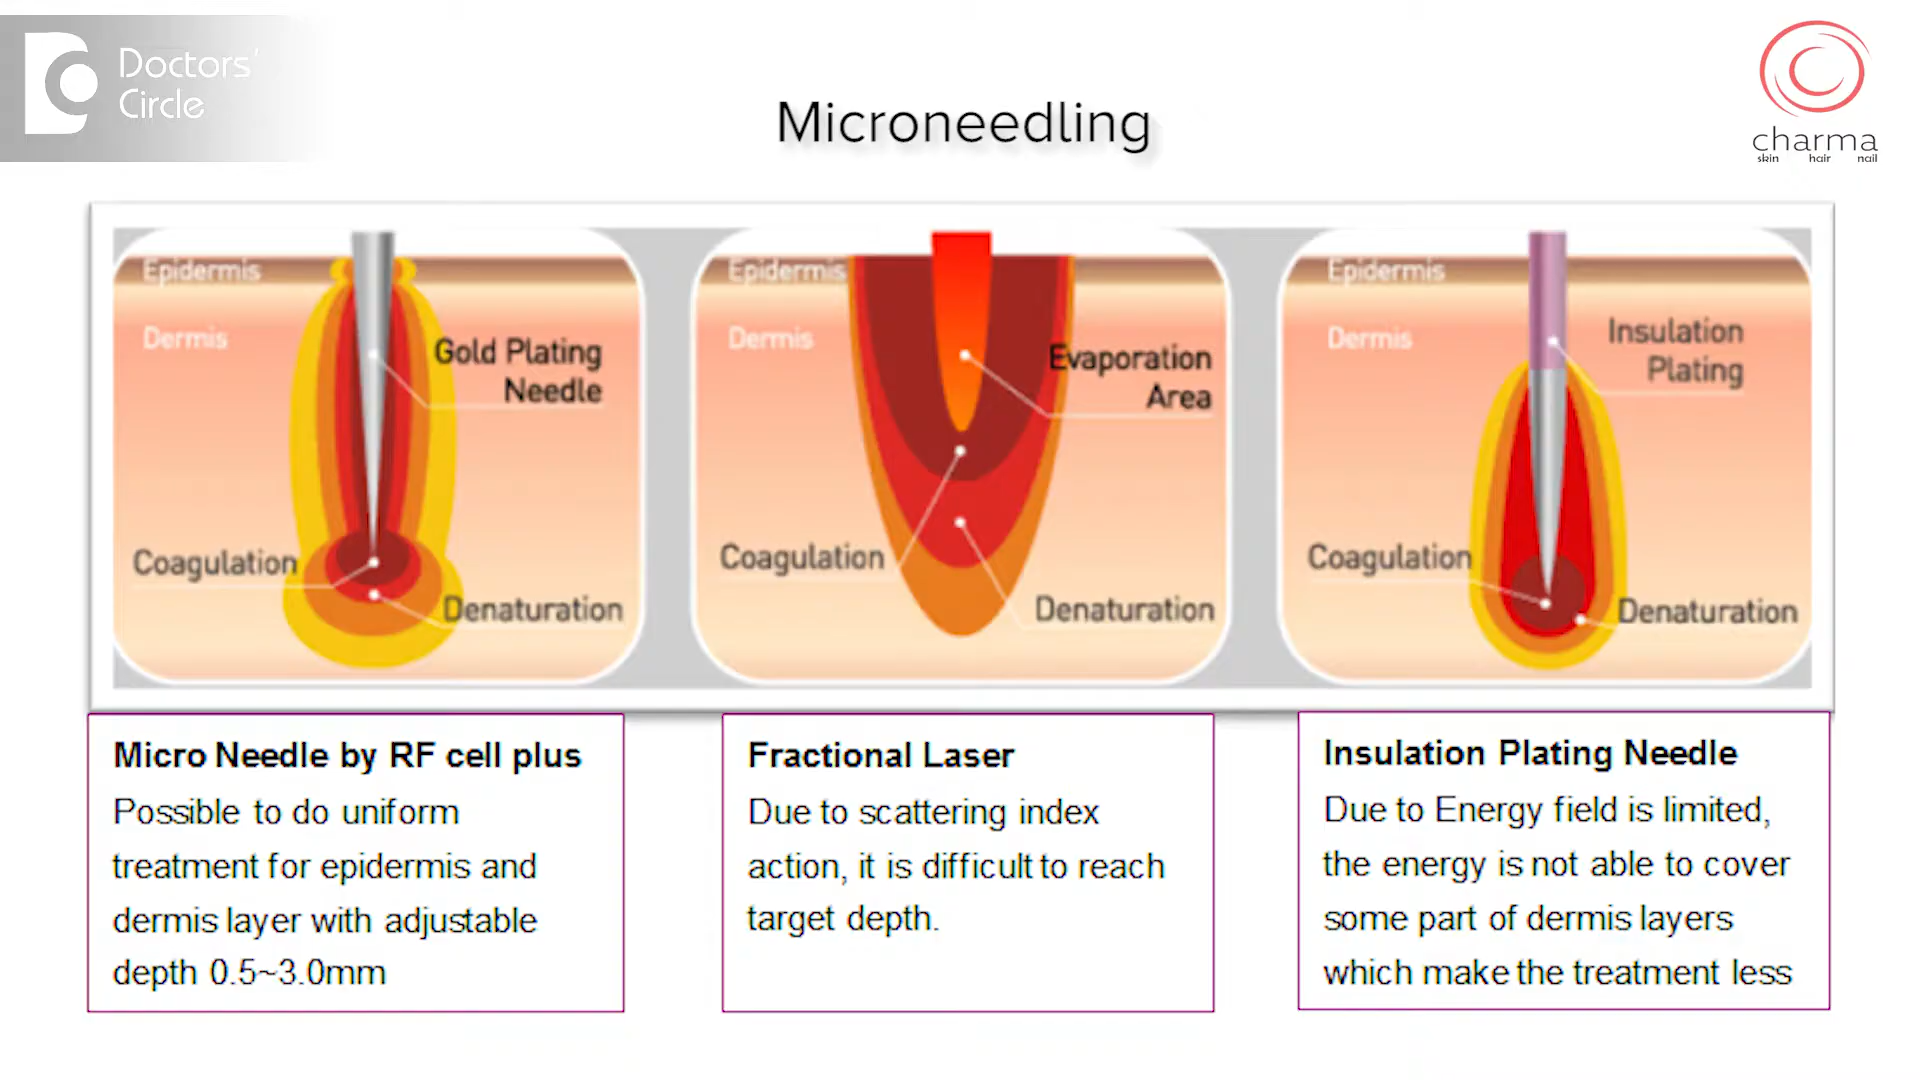 Doctors'
Circle
charma
skin hair nail
Microneedling
Epidermis
Dermis
Gold Plating
Needle
Coagulation
Denaturation
Epidermis
Dermis
Evaporation
Area
Coagulation
Denaturation
Epidermis
Dermis
Insulation
Plating
Coagulation
Denaturation
Micro Needle by RF cell plus
Possible to do uniform
treatment for epidermis and
dermis layer with adjustable
depth 0.5~3.0mm
Fractional Laser
Due to scattering index
action, it is difficult to reach
target depth.
Insulation Plating Needle
Due to Energy field is limited,
the energy is not able to cover
some part of dermis layers
which make the treatment less